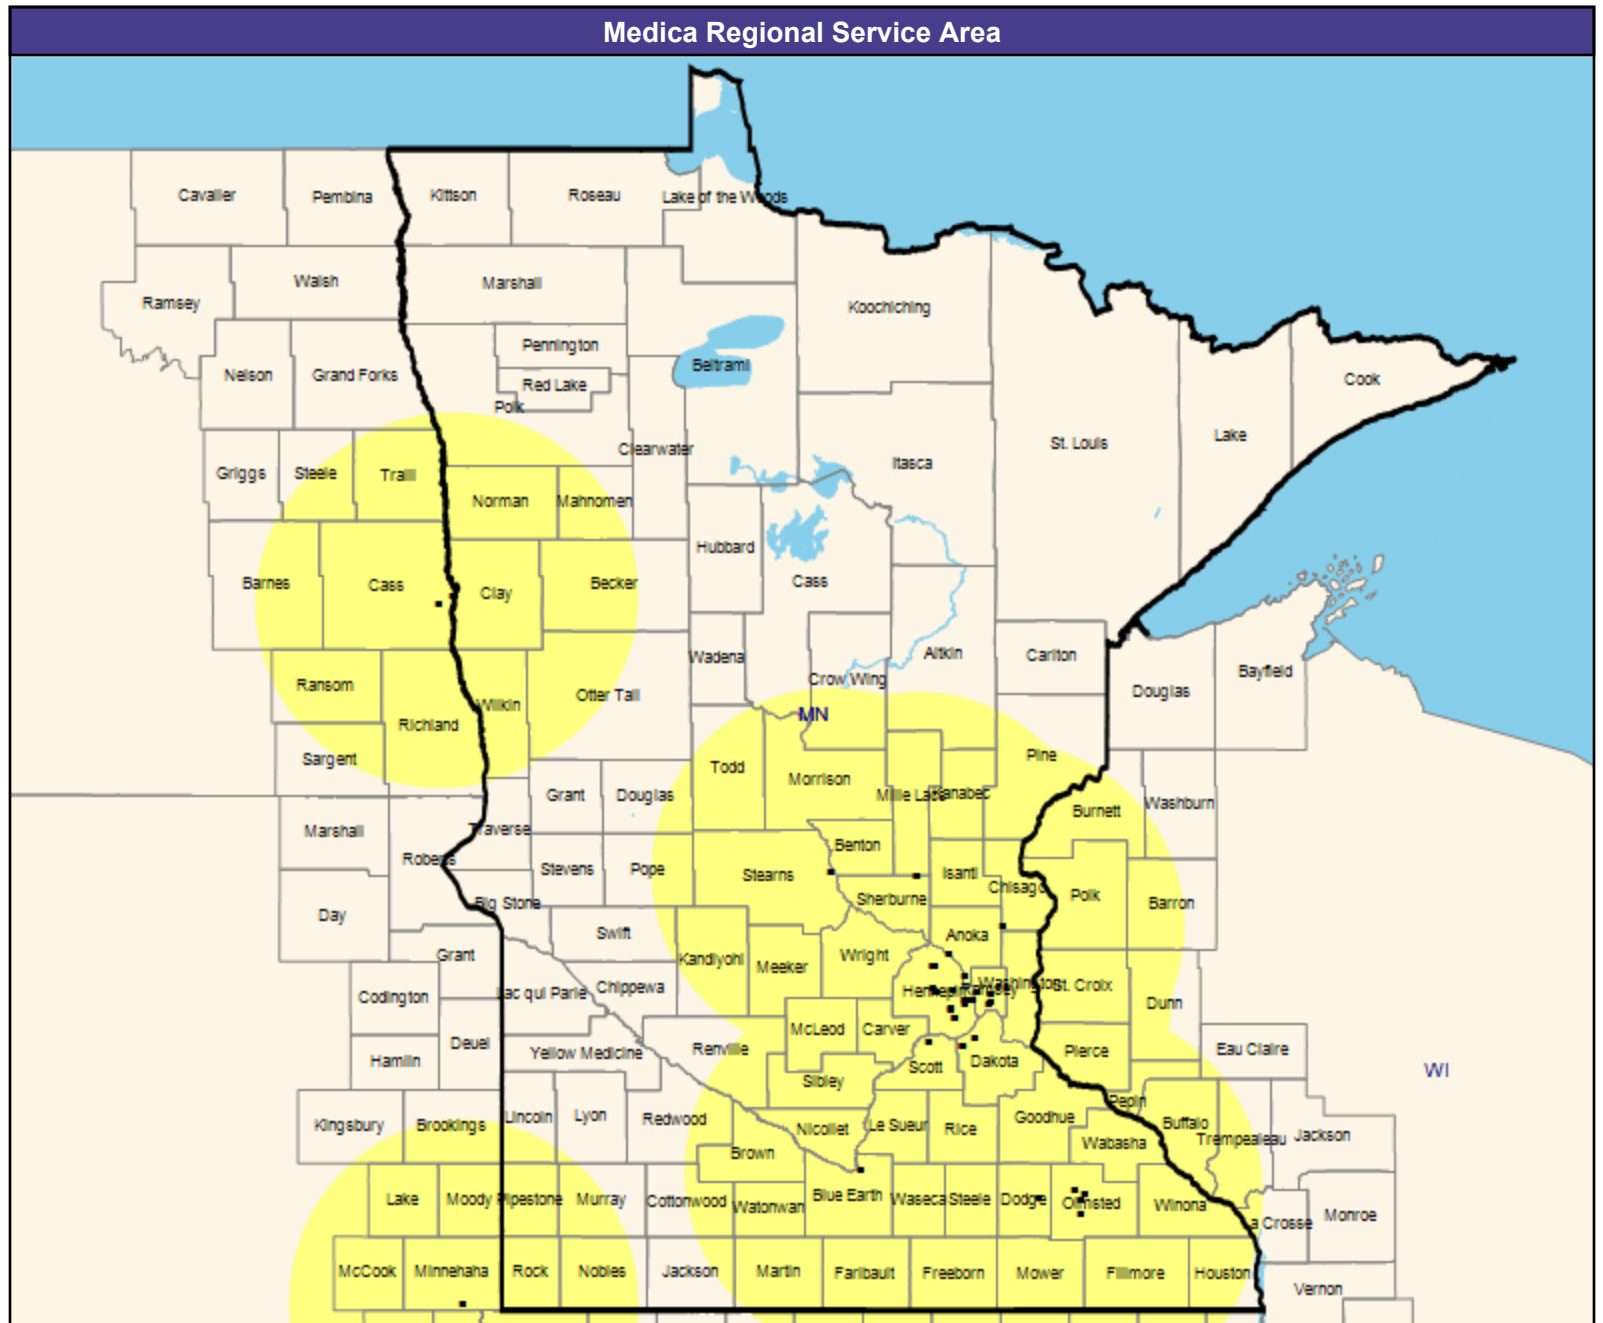 Medica Regional Service Area
Cavalier
Pembina
Kittson
Roseau
Lake of the Woods
Ramsey
Walsh
Marshall
Koochiching
Nelson
Grand Forks
Pennington
Red Lake
Polk
Beltrami
Cook
Clearwater
St. Louis
Lake
Itasca
Griggs
Steele
Traill
Norman
Mahnomen
Hubbard
Cass
Barnes
Cass
Clay
Becker
Wadena
Crow Wing
Aitkin
Carlton
Douglas
Bayfield
Ransom
Richland
Wilkin
Otter Tail
MN
Sargent
Todd
Morrison
Mille Lacs
Kanabec
Pine
Burnett
Washburn
Grant
Douglas
Marshall
Roberts
Traverse
Stevens
Pope
Stearns
Benton
Sherburne
Isanti
Chisago
Polk
Barron
Day
Big Stone
Swift
Kandiyohi
Meeker
Wright
Anoka
Grant
Codington
Lac qui Parle
Chippewa
Hennepin
Ramsey
Washington
St. Croix
Dunn
Hamlin
Deuel
Yellow Medicine
Renville
McLeod
Carver
Scott
Dakota
Pierce
Eau Claire
WI
Sibley
Kingsbury
Brookings
Lincoln
Lyon
Redwood
Brown
Nicollet
Le Sueur
Rice
Goodhue
Wabasha
Pepin
Buffalo
Trempealeau
Jackson
Lake
Moody
Pipestone
Murray
Cottonwood
Watonwan
Blue Earth
Waseca
Steele
Dodge
Olmsted
Winona
La Crosse
Monroe
McCook
Minnehaha
Rock
Nobles
Jackson
Martin
Faribault
Freeborn
Mower
Fillmore
Houston
Vernon